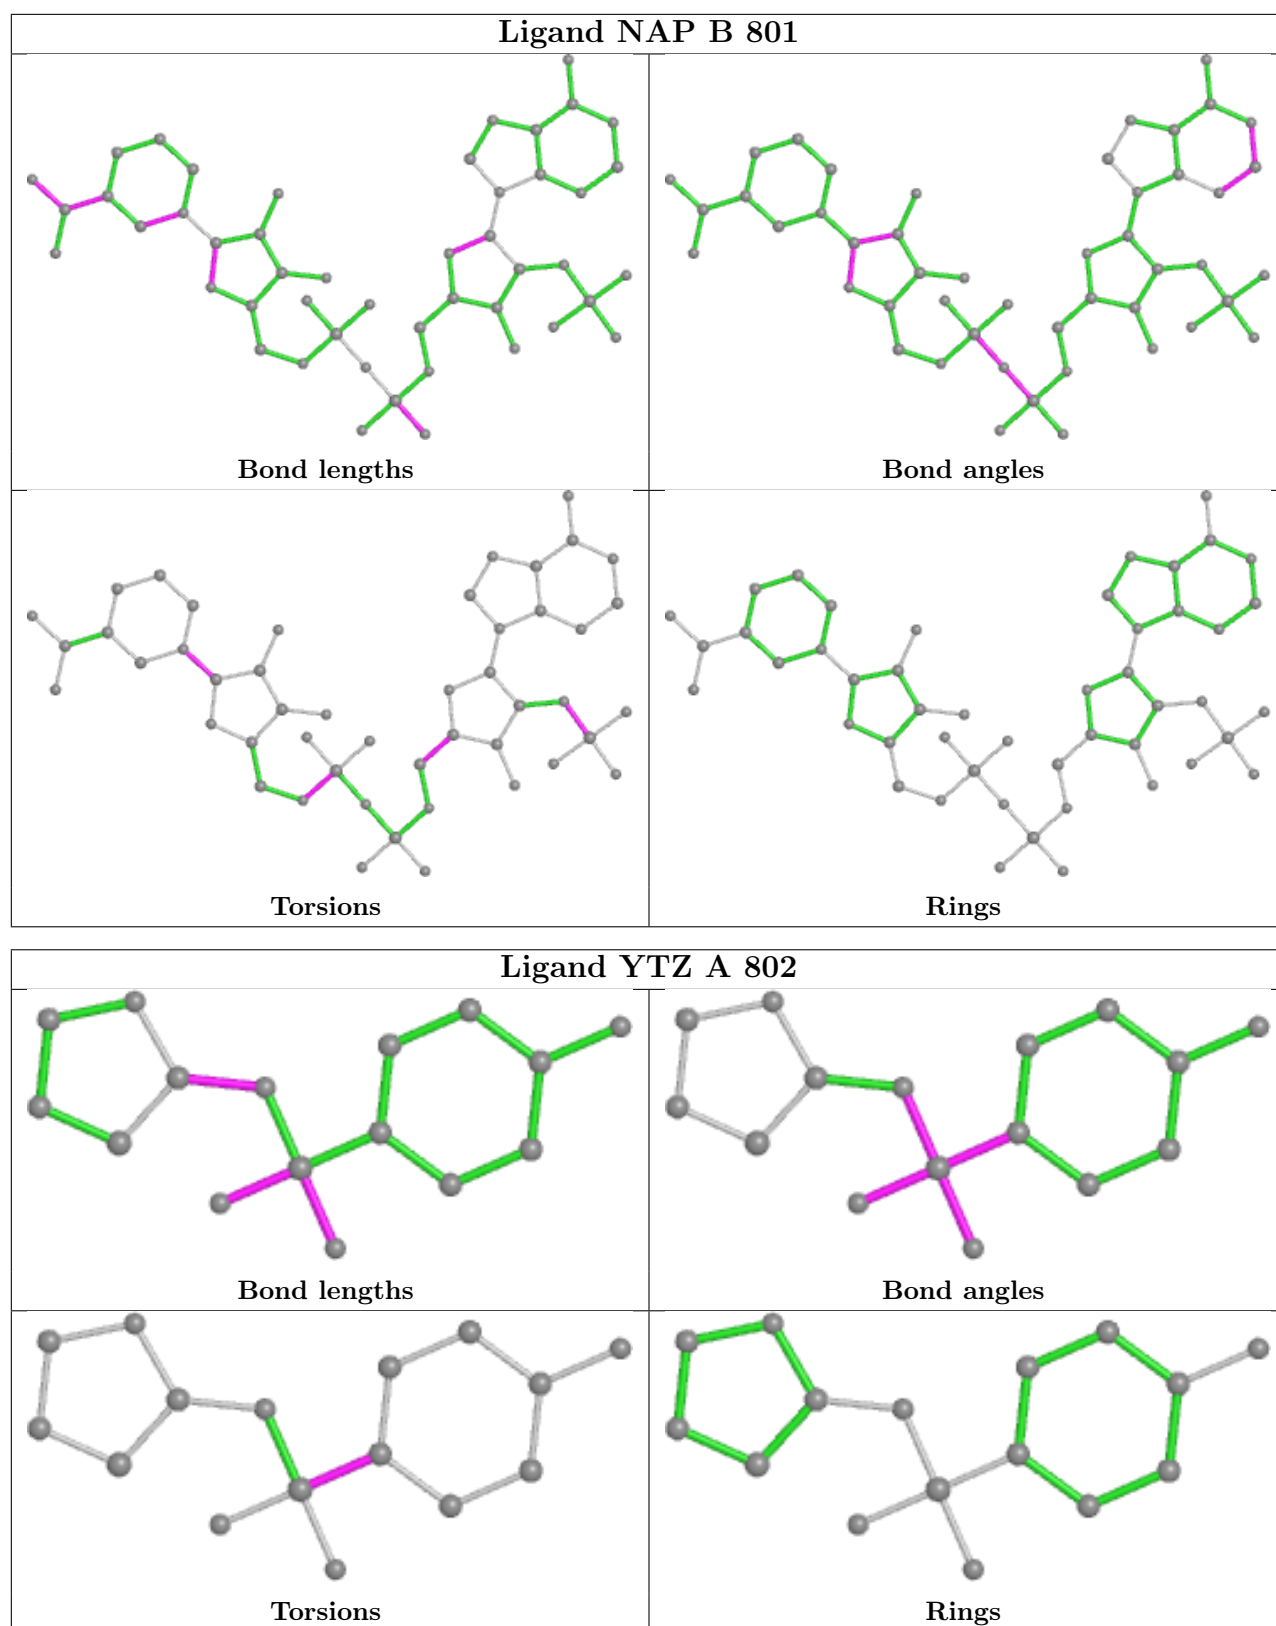 Ligand NAP B 801
Bond lengths
Bond angles
Torsions
Rings
Ligand YTZ A 802
Bond lengths
Bond angles
Torsions
Rings